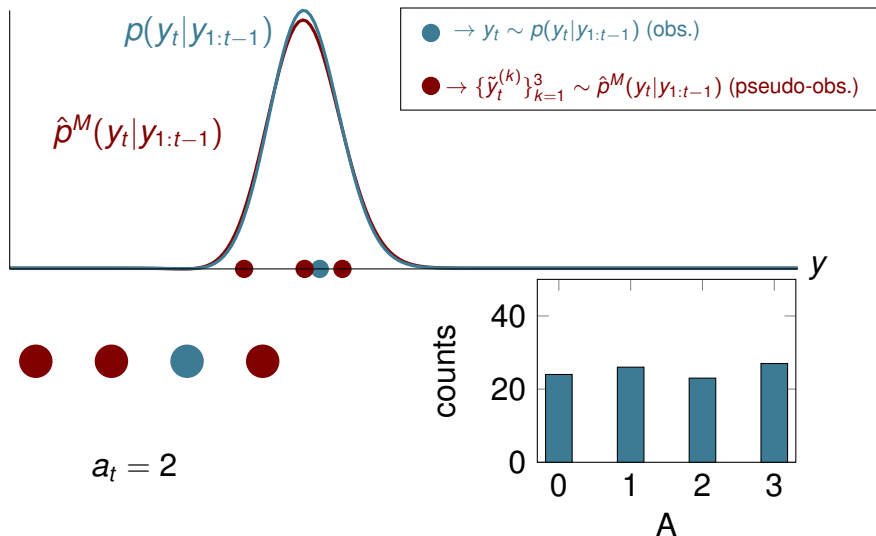 p(y_t|y_{1:t−1})
→ y_t ∼ p(y_t|y_{1:t−1}) (obs.)
→ {ỹ_t^{(k)}}_{k=1}^3 ∼ p̂^M(y_t|y_{1:t−1}) (pseudo-obs.)
p̂^M(y_t|y_{1:t−1})
y
counts
40
20
0
0 1 2 3
A
a_t = 2